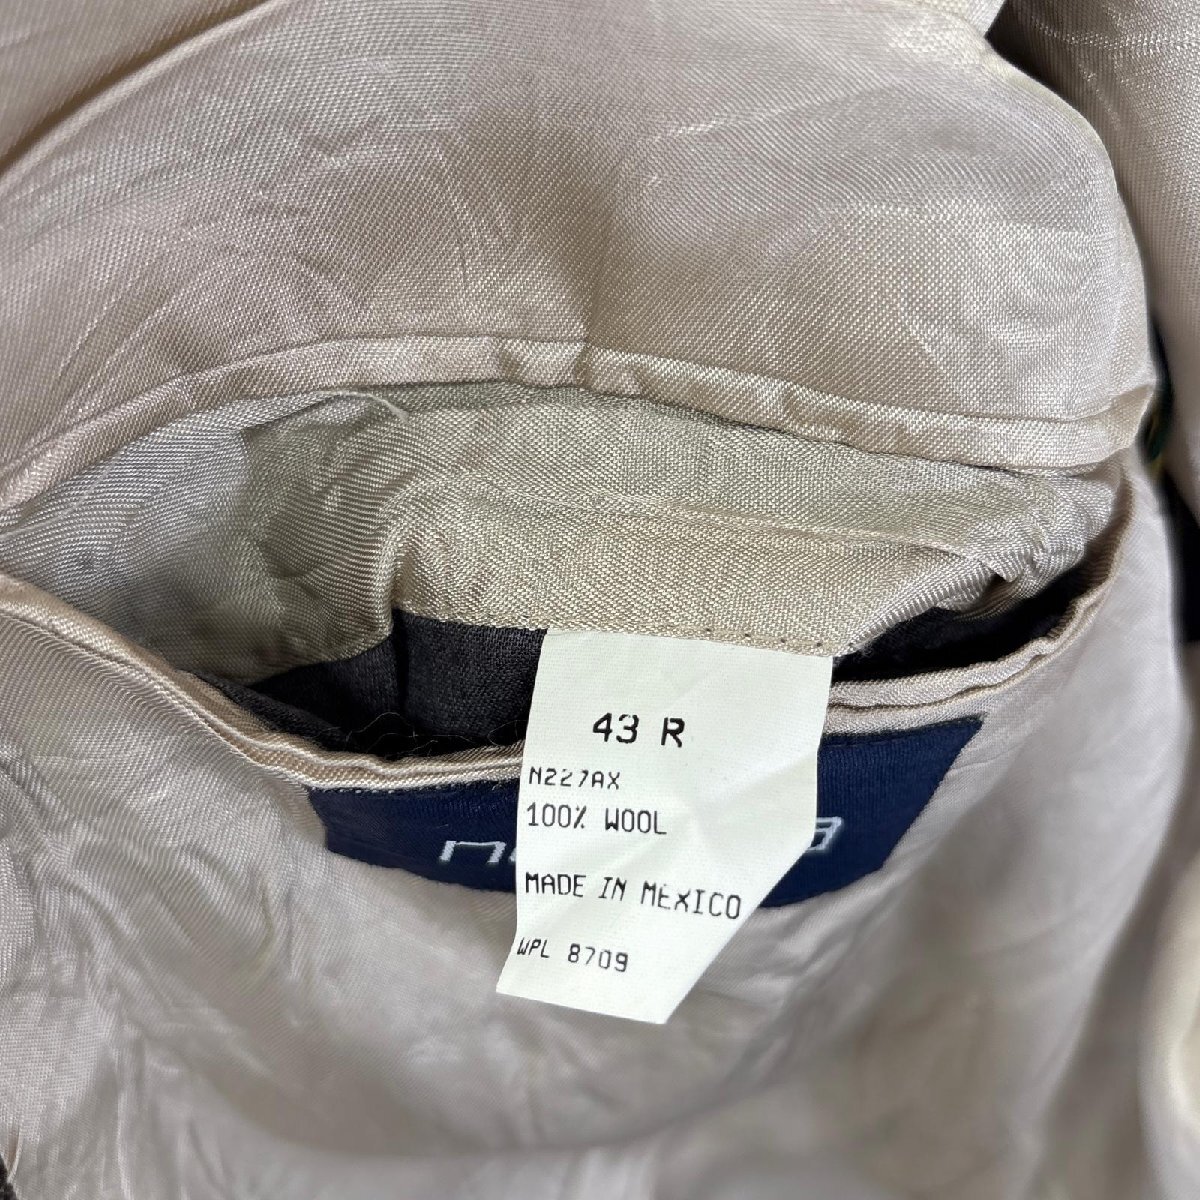 43 R
N227AX
100% WOOL
MADE IN MEXICO
WPL 8709